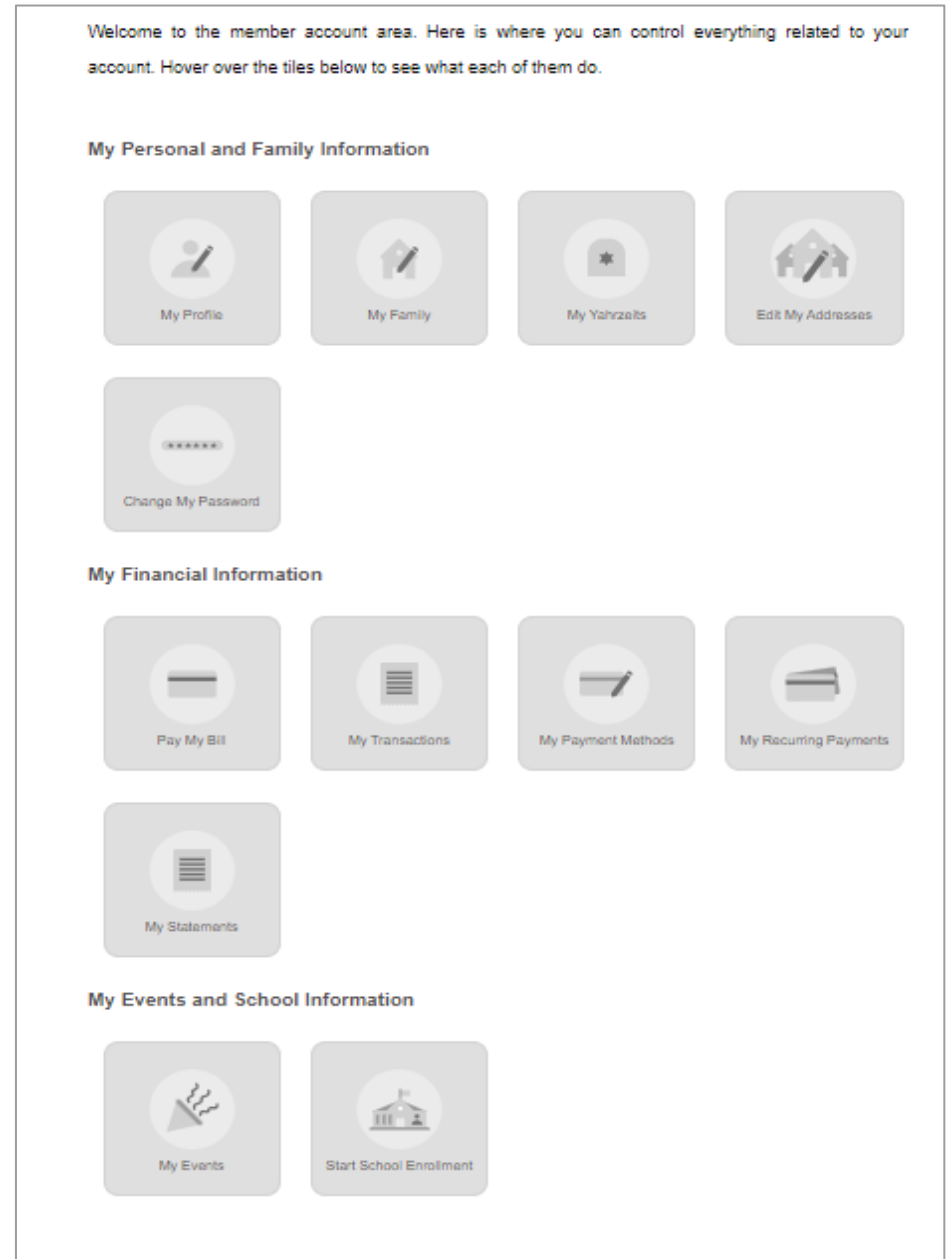 Welcome to the member account area. Here is where you can control everything related to your
account. Hover over the tiles below to see what each of them do.
My Personal and Family Information
My Profile
My Family
My Yahrzeits
Edit My Addresses
Change My Password
My Financial Information
Pay My Bill
My Transactions
My Payment Methods
My Recurring Payments
My Statements
My Events and School Information
My Events
Start School Enrollment